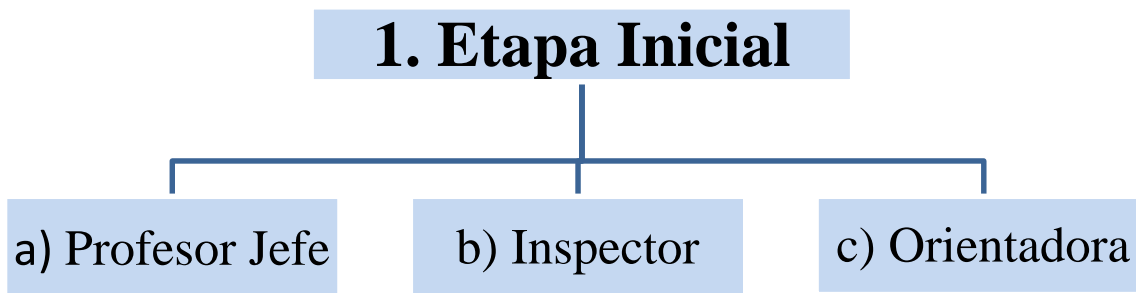 1. Etapa Inicial
a) Profesor Jefe
b) Inspector
c) Orientadora